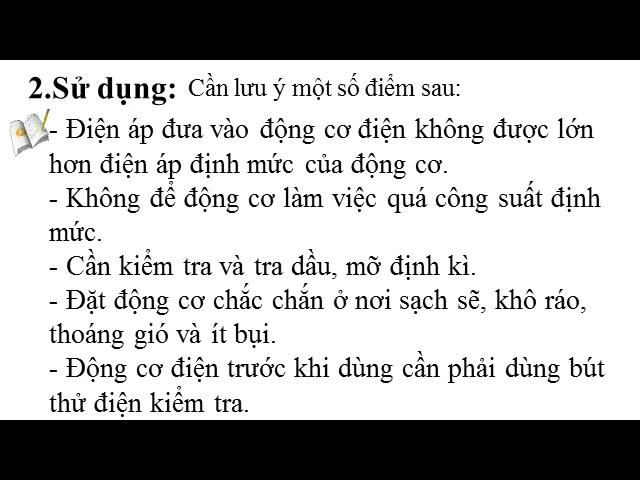 2.Sử dụng: Cần lưu ý một số điểm sau:
- Điện áp đưa vào động cơ điện không được lớn
hơn điện áp định mức của động cơ.
- Không để động cơ làm việc quá công suất định
mức.
- Cần kiểm tra và tra dầu, mỡ định kì.
- Đặt động cơ chắc chắn ở nơi sạch sẽ, khô ráo,
thoáng gió và ít bụi.
- Động cơ điện trước khi dùng cần phải dùng bút
thử điện kiểm tra.